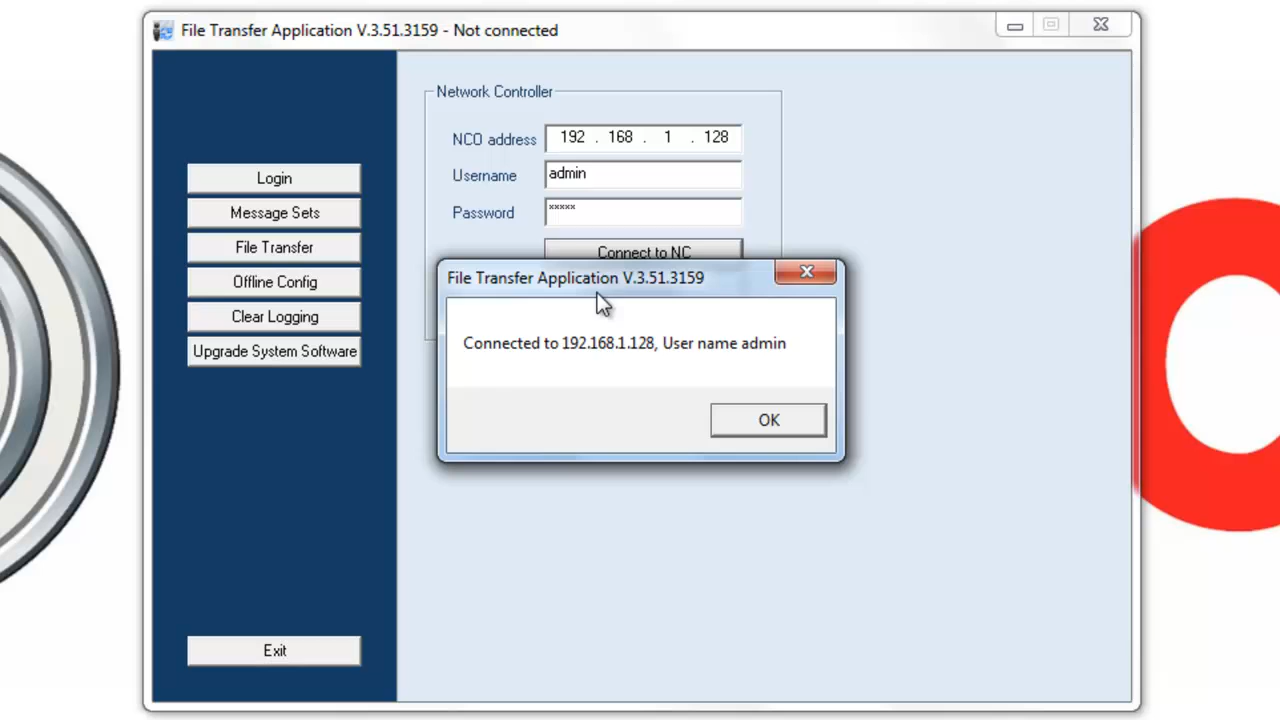 File Transfer Application V.3.51.3159 - Not connected
Network Controller
NCO address 192 . 168 . 1 . 128
Username admin
Password *****
Connect to NC
Login
Message Sets
File Transfer
Offline Config
Clear Logging
Upgrade System Software
Exit
File Transfer Application V.3.51.3159
Connected to 192.168.1.128, User name admin
OK